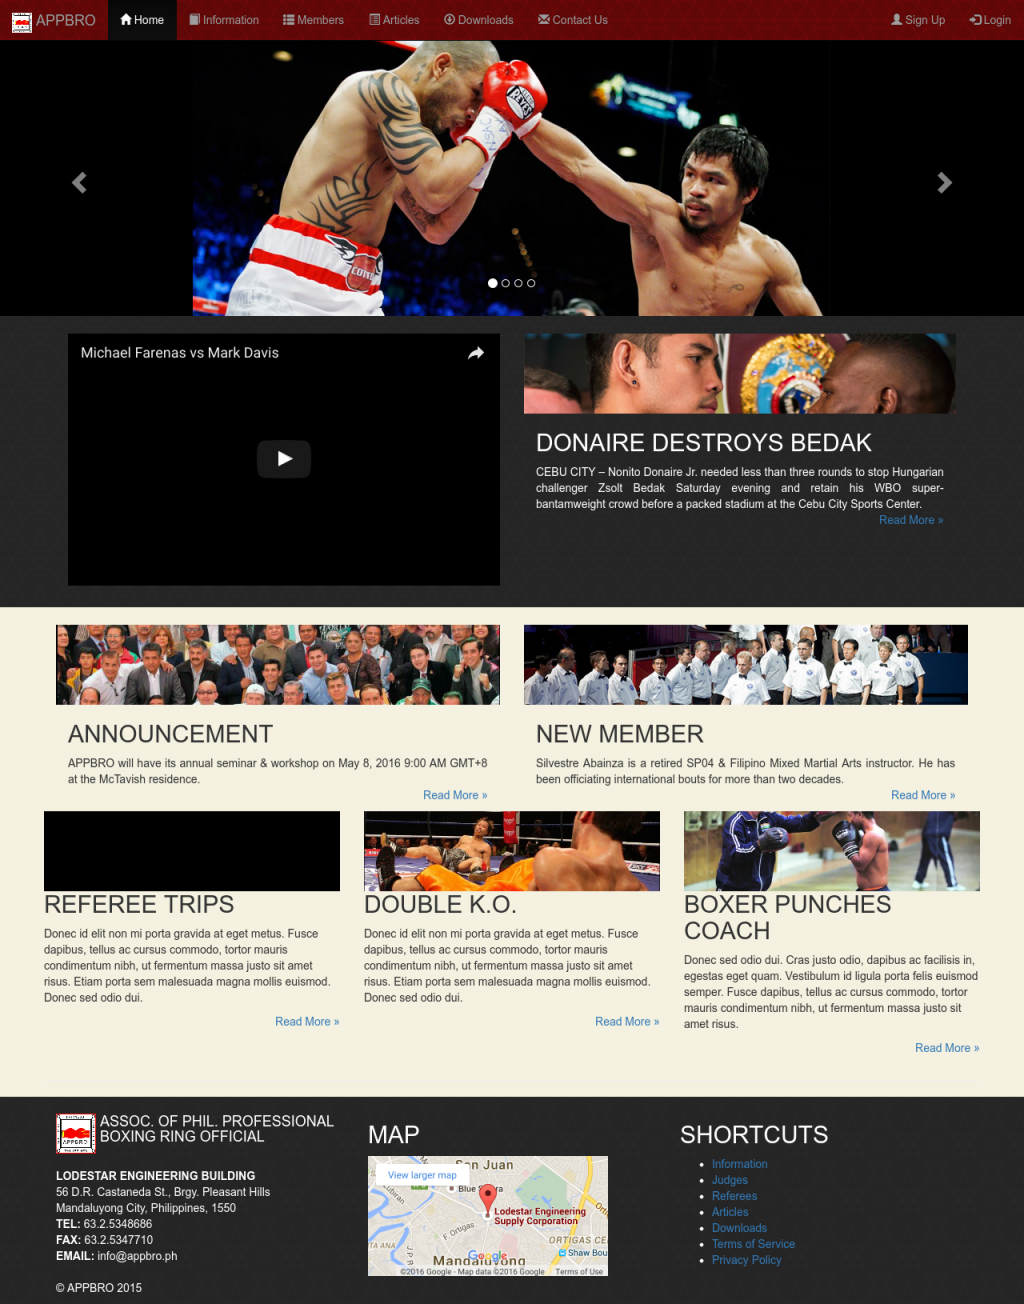 APPBRO Home Information Members Articles Downloads Contact Us Sign Up Login
REYES
NSAC
COTTO
Michael Farenas vs Mark Davis
DONAIRE DESTROYS BEDAK
CEBU CITY – Nonito Donaire Jr. needed less than three rounds to stop Hungarian
challenger Zsolt Bedak Saturday evening and retain his WBO super-
bantamweight crowd before a packed stadium at the Cebu City Sports Center.
Read More »
ANNOUNCEMENT
APPBRO will have its annual seminar & workshop on May 8, 2016 9:00 AM GMT+8
at the McTavish residence.
Read More »
NEW MEMBER
Silvestre Abainza is a retired SP04 & Filipino Mixed Martial Arts instructor. He has
been officiating international bouts for more than two decades.
Read More »
REFEREE TRIPS
Donec id elit non mi porta gravida at eget metus. Fusce
dapibus, tellus ac cursus commodo, tortor mauris
condimentum nibh, ut fermentum massa justo sit amet
risus. Etiam porta sem malesuada magna mollis euismod.
Donec sed odio dui.
Read More »
DOUBLE K.O.
Donec id elit non mi porta gravida at eget metus. Fusce
dapibus, tellus ac cursus commodo, tortor mauris
condimentum nibh, ut fermentum massa justo sit amet
risus. Etiam porta sem malesuada magna mollis euismod.
Donec sed odio dui.
Read More »
BOXER PUNCHES
COACH
Donec sed odio dui. Cras justo odio, dapibus ac facilisis in,
egestas eget quam. Vestibulum id ligula porta felis euismod
semper. Fusce dapibus, tellus ac cursus commodo, tortor
mauris condimentum nibh, ut fermentum massa justo sit
amet risus.
Read More »
APPBRO
ASSOC. OF PHIL. PROFESSIONAL
BOXING RING OFFICIAL
LODESTAR ENGINEERING BUILDING
56 D.R. Castaneda St., Brgy. Pleasant Hills
Mandaluyong City, Philippines, 1550
TEL: 63.2.5348686
FAX: 63.2.5347710
EMAIL: info@appbro.ph
© APPBRO 2015
MAP
San Juan
View larger map
Lodestar Engineering
Supply Corporation
F. Ortigas
ORTIGAS CE
Shaw Bou
Google
Mandaluyong
©2016 Google - Map data ©2016 Google Terms of Use
SHORTCUTS
Information
Judges
Referees
Articles
Downloads
Terms of Service
Privacy Policy